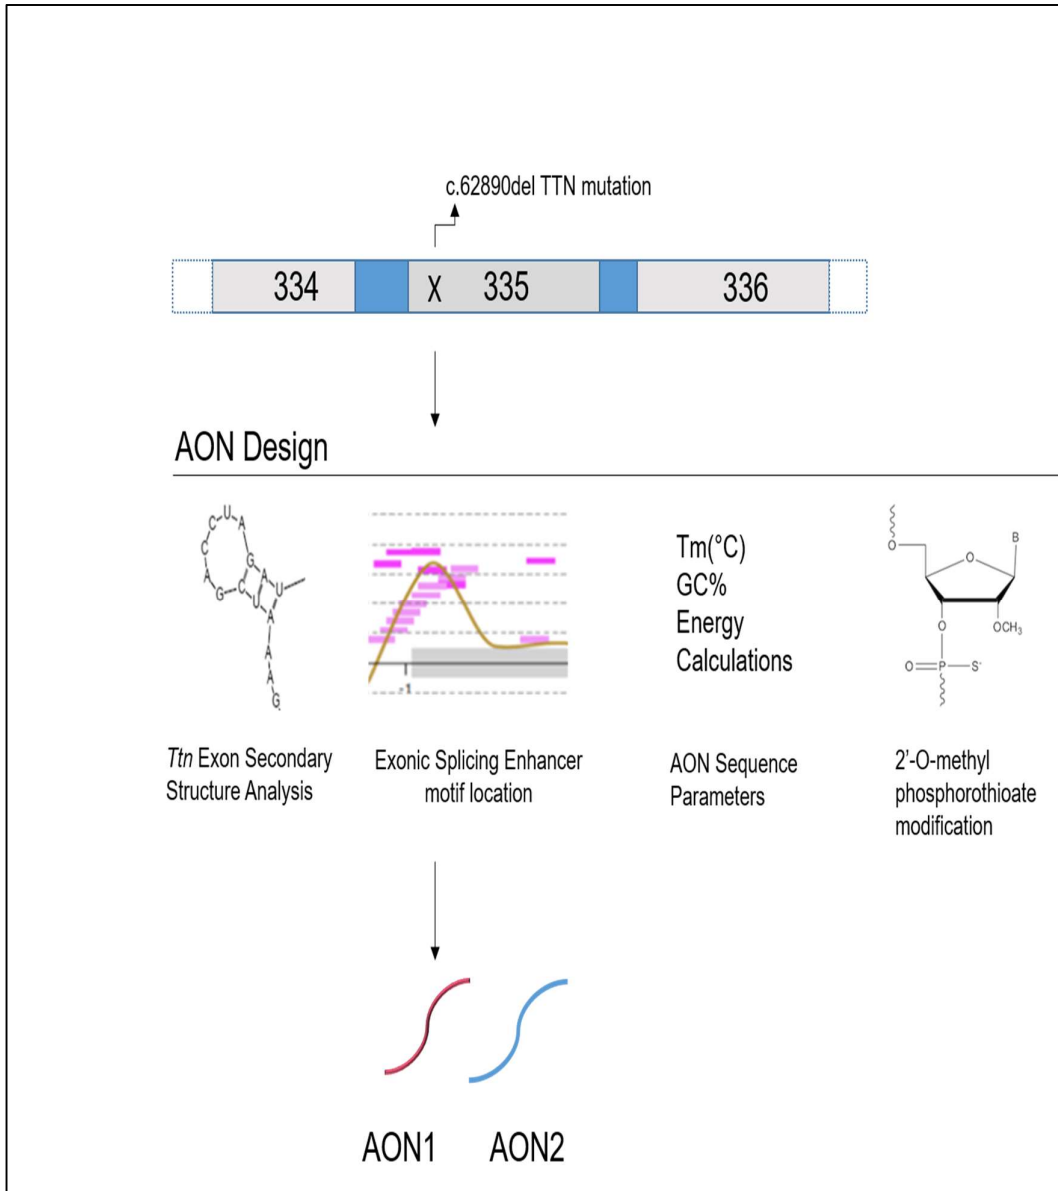 c.62890del TTN mutation
334 X 335 336
AON Design
C U A
C G A U
A G C U A
A
A
G
-1
Tm(°C)
GC%
Energy
Calculations
O O B
O OCH3
O=P—S-
Ttn Exon Secondary
Structure Analysis
Exonic Splicing Enhancer
motif location
AON Sequence
Parameters
2'-O-methyl
phosphorothioate
modification
AON1 AON2